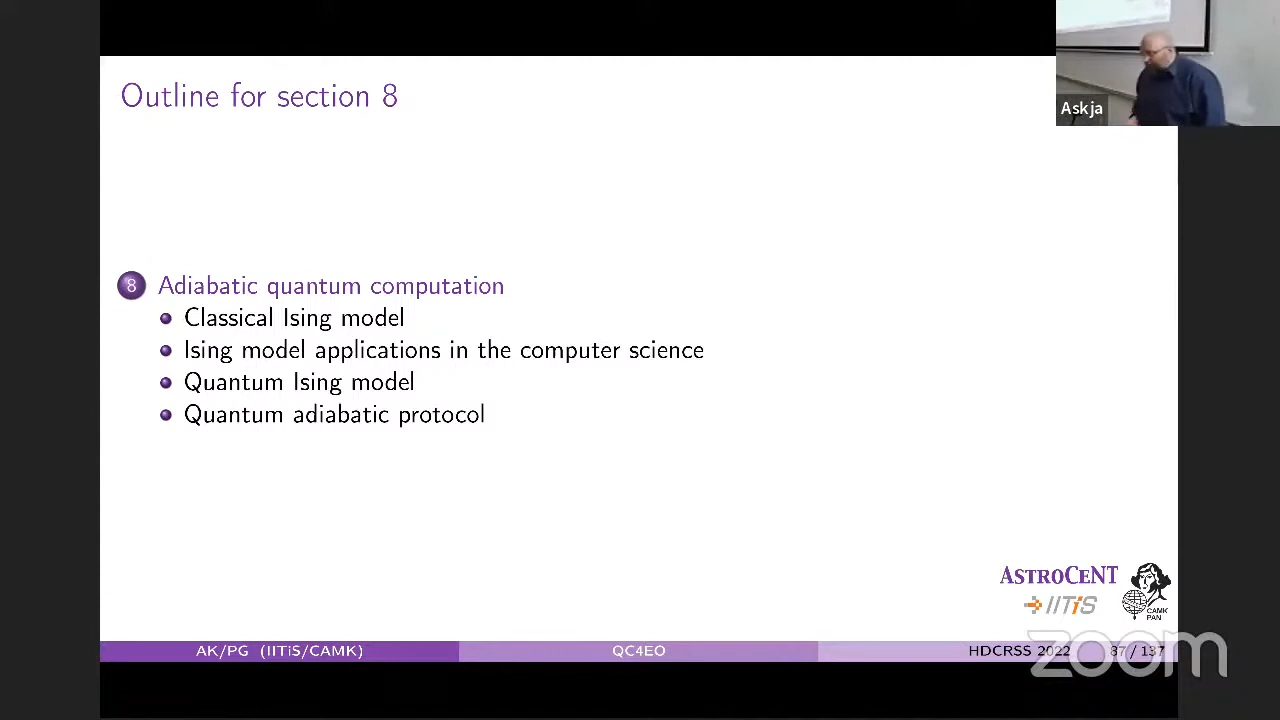 Outline for section 8
Askja
8 Adiabatic quantum computation
Classical Ising model
Ising model applications in the computer science
Quantum Ising model
Quantum adiabatic protocol
ASTROCENT
IITiS
CAMK
PAN
AK/PG (IITiS/CAMK)
QC4EO
HDCRSS 2022
87 / 137
zoom